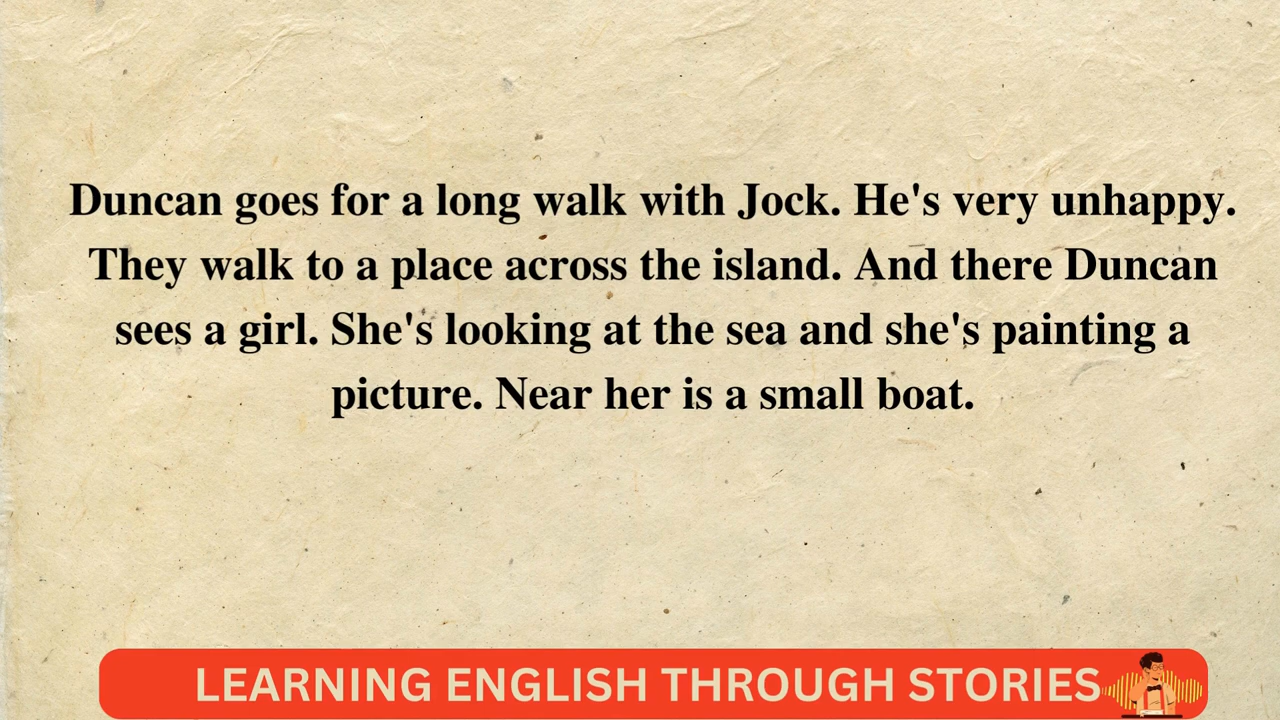 Duncan goes for a long walk with Jock. He's very unhappy.
They walk to a place across the island. And there Duncan
sees a girl. She's looking at the sea and she's painting a
picture. Near her is a small boat.
LEARNING ENGLISH THROUGH STORIES